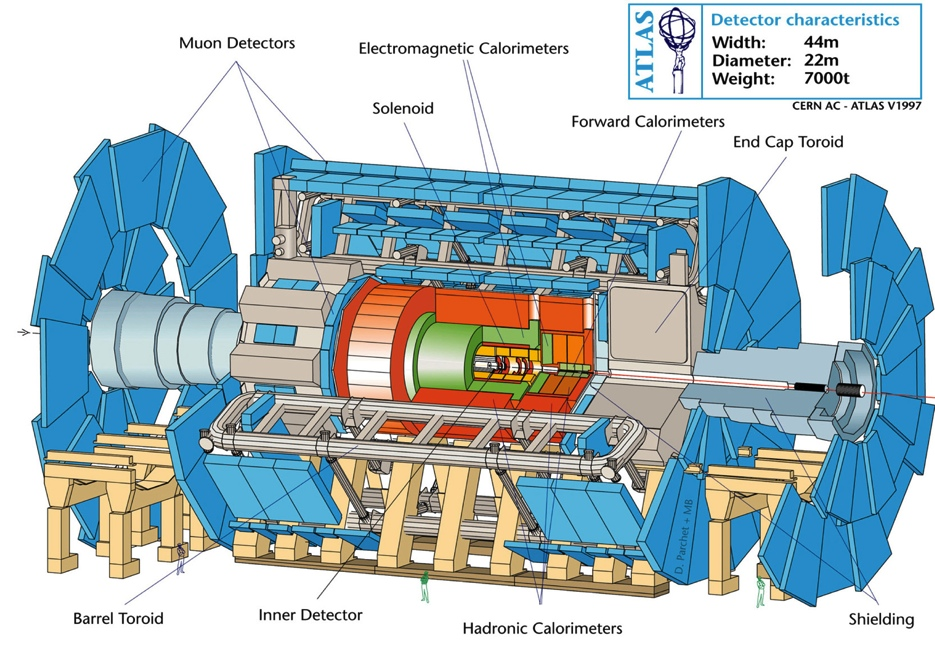 ATLAS
Detector characteristics
Width: 44m
Diameter: 22m
Weight: 7000t
CERN AC - ATLAS V1997
Muon Detectors
Electromagnetic Calorimeters
Solenoid
Forward Calorimeters
End Cap Toroid
D. Parchet + MB
Barrel Toroid
Inner Detector
Hadronic Calorimeters
Shielding